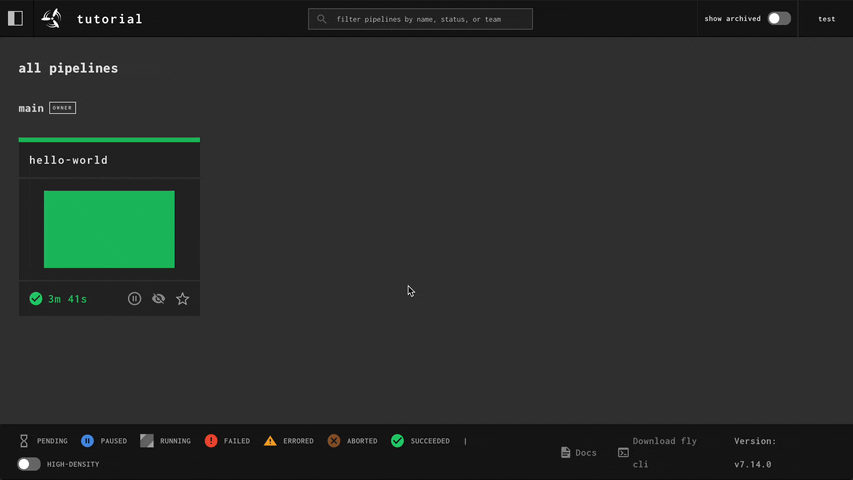 tutorial
filter pipelines by name, status, or team
show archived
test
all pipelines
main OWNER
hello-world
3m 41s
PENDING PAUSED RUNNING FAILED ERRORED ABORTED SUCCEEDED |
HIGH-DENSITY
Docs
Download fly
cli
Version:
v7.14.0